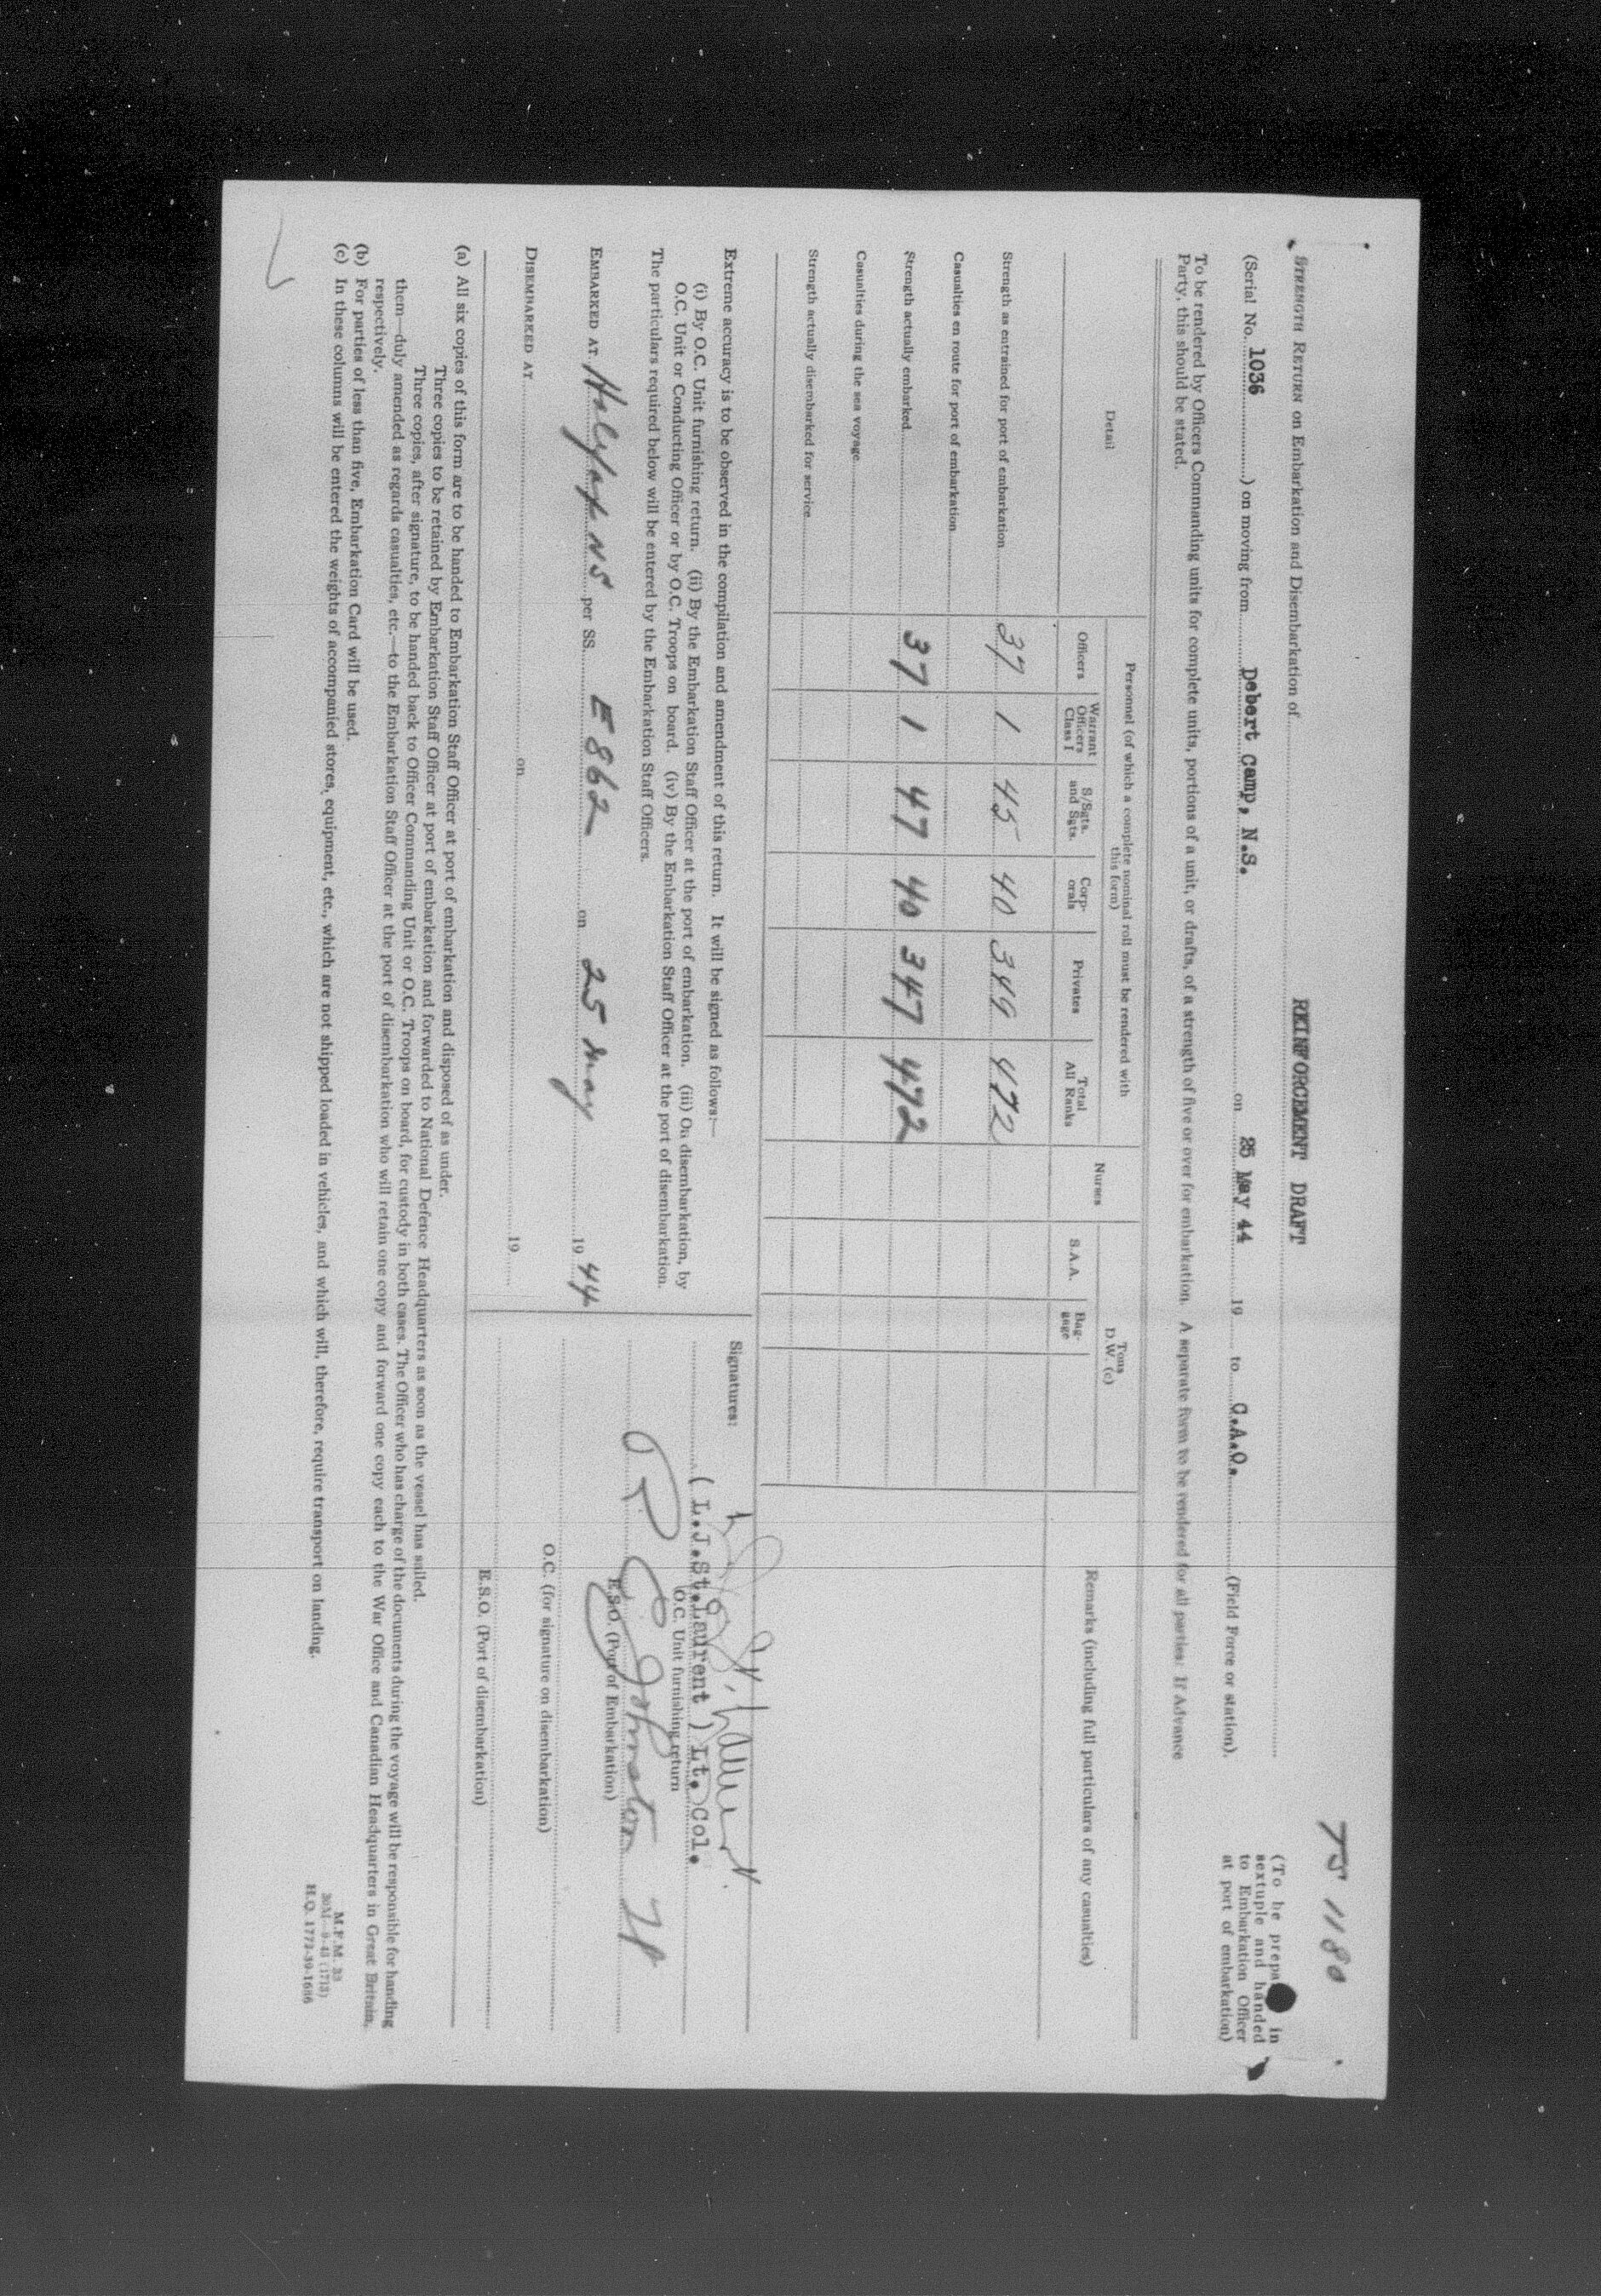 TS 1180
STRENGTH RETURN on Embarkation and Disembarkation of REINFORCEMENT DRAFT
(To be prepa in
sextuple and handed
to Embarkation Officer
at port of embarkation)
(Serial No. 1036 ) on moving from Debert Camp, N.S. on 25 May 44 19 to C.A.O. (Field Force or station).
To be rendered by Officers Commanding units for complete units, portions of a unit, or drafts, of a strength of five or over for embarkation. A separate form to be rendered for all parties. If Advance
Party, this should be stated.
Detail
Personnel (of which a complete nominal roll must be rendered with
this form)
Nurses
Tons
D.W. (c)
Remarks (including full particulars of any casualties)
Officers
Warrant
Officers
Class I
S/Sgts.
and Sgts.
Corp-
orals
Privates
Total
All Ranks
S.A.A.
Bag-
gage
Strength as entrained for port of embarkation 37 1 45 40 349 472
Casualties en route for port of embarkation
Strength actually embarked 37 1 47 40 347 472
Casualties during the sea voyage
Strength actually disembarked for service
Extreme accuracy is to be observed in the compilation and amendment of this return. It will be signed as follows:—
(i) By O.C. Unit furnishing return. (ii) By the Embarkation Staff Officer at the port of embarkation. (iii) On disembarkation, by
O.C. Unit or Conducting Officer or by O.C. Troops on board. (iv) By the Embarkation Staff Officer at the port of disembarkation.
The particulars required below will be entered by the Embarkation Staff Officers.
EMBARKED AT Halifax NS per SS. E 862 on 25 May 19 44
DISEMBARKED AT on 19
Signatures:
( L.J.St.Laurent ) Lt. Col.
O.C. Unit furnishing return
Johnston
E.S.O. (Port of Embarkation)
O.C. (for signature on disembarkation)
E.S.O. (Port of disembarkation)
(a) All six copies of this form are to be handed to Embarkation Staff Officer at port of embarkation and disposed of as under.
Three copies to be retained by Embarkation Staff Officer at port of embarkation and forwarded to National Defence Headquarters as soon as the vessel has sailed.
Three copies, after signature, to be handed back to Officer Commanding Unit or O.C. Troops on board, for custody in both cases. The Officer who has charge of the documents during the voyage will be responsible for handing
them—duly amended as regards casualties, etc.—to the Embarkation Staff Officer at the port of disembarkation who will retain one copy and forward one copy each to the War Office and Canadian Headquarters in Great Britain,
respectively.
(b) For parties of less than five, Embarkation Card will be used.
(c) In these columns will be entered the weights of accompanied stores, equipment, etc., which are not shipped loaded in vehicles, and which will, therefore, require transport on landing.
M.F.M. 33
30M—9-43 (1713)
H.Q. 1772-39-1686